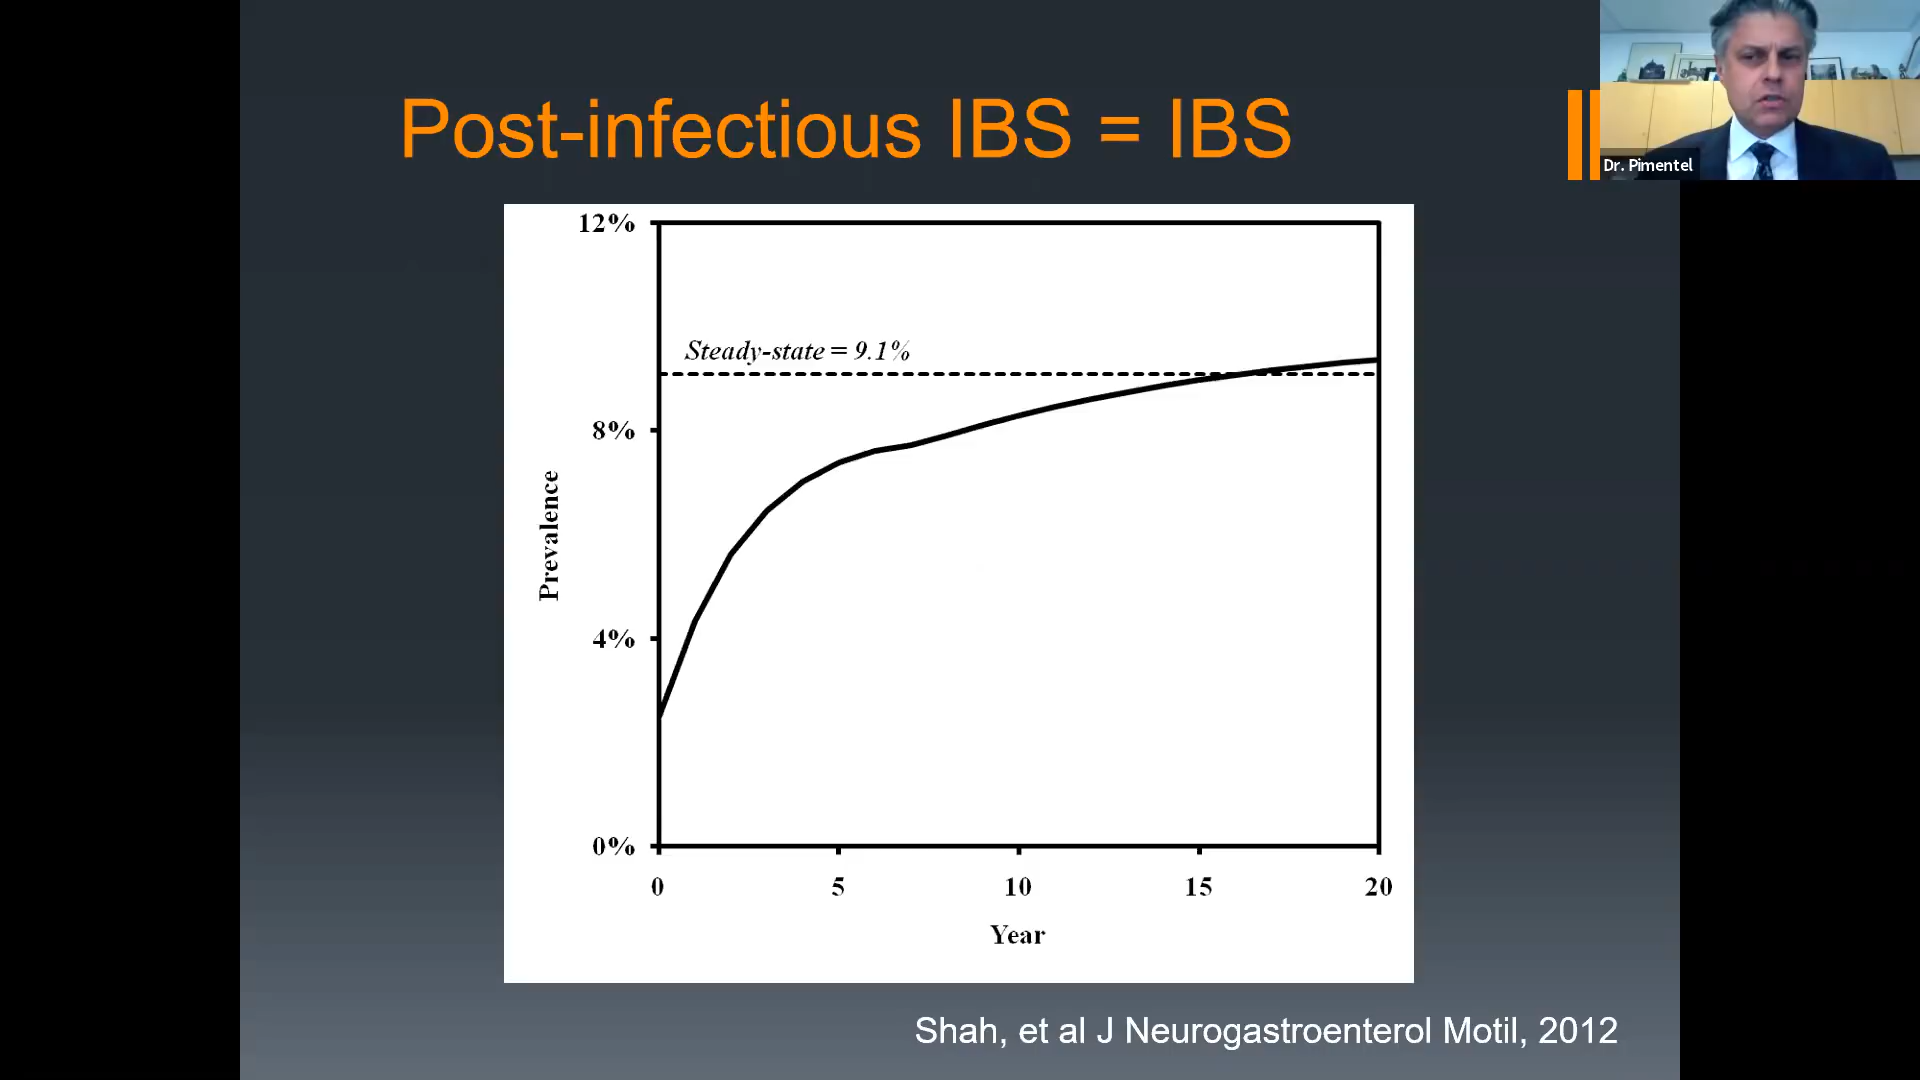 Post-infectious IBS = IBS
Dr. Pimentel
12%
Steady-state = 9.1%
8%
Prevalence
4%
0%
0 5 10 15 20
Year
Shah, et al J Neurogastroenterol Motil, 2012